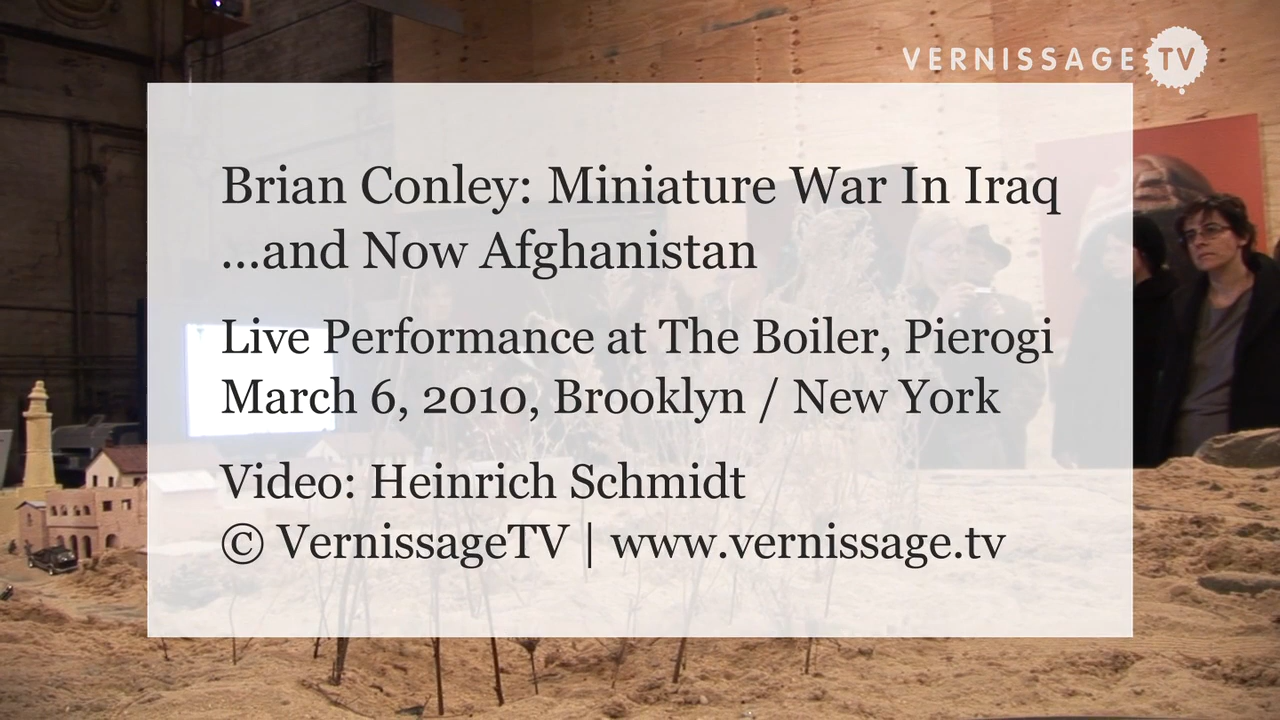 VERNISSAGE TV
Brian Conley: Miniature War In Iraq
...and Now Afghanistan
Live Performance at The Boiler, Pierogi
March 6, 2010, Brooklyn / New York
Video: Heinrich Schmidt
© VernissageTV | www.vernissage.tv